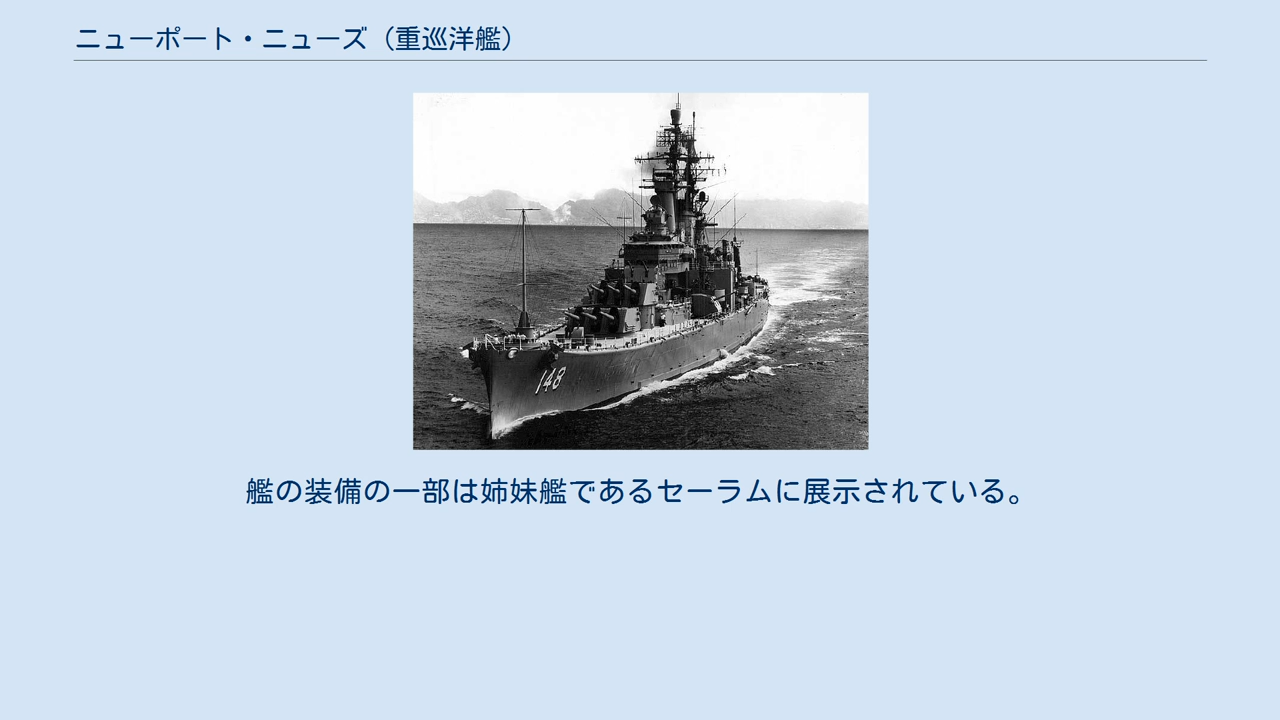 ニューポート・ニューズ（重巡洋艦）
148
艦の装備の一部は姉妹艦であるセーラムに展示されている。